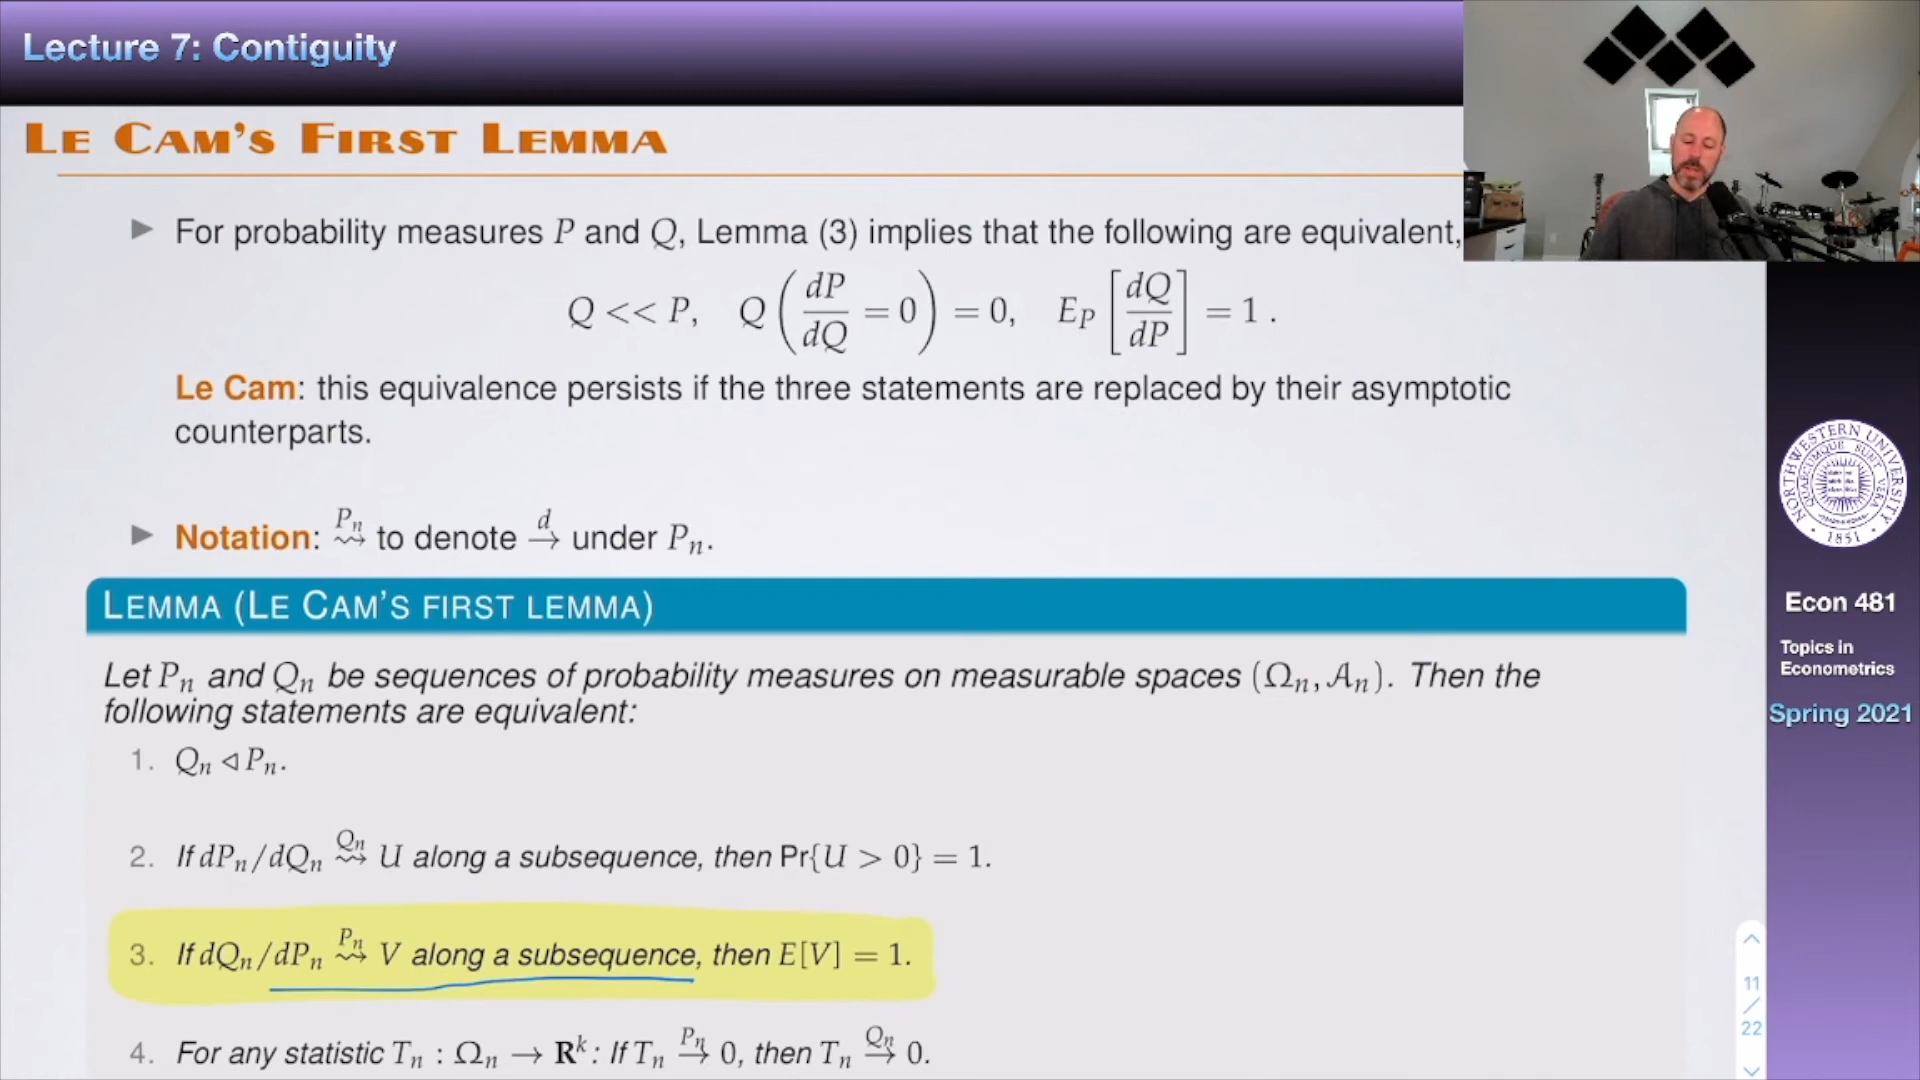 Lecture 7: Contiguity
LE CAM'S FIRST LEMMA
▶ For probability measures P and Q, Lemma (3) implies that the following are equivalent,
Q << P, Q(dP/dQ = 0) = 0, E_P[dQ/dP] = 1 .
Le Cam: this equivalence persists if the three statements are replaced by their asymptotic
counterparts.
▶ Notation: ⇝^{P_n} to denote →^{d} under P_n.
LEMMA (LE CAM'S FIRST LEMMA)
Let P_n and Q_n be sequences of probability measures on measurable spaces (Ω_n, 𝒜_n). Then the
following statements are equivalent:
1. Q_n ◁ P_n.
2. If dP_n/dQ_n ⇝^{Q_n} U along a subsequence, then Pr{U > 0} = 1.
3. If dQ_n/dP_n ⇝^{P_n} V along a subsequence, then E[V] = 1.
4. For any statistic T_n : Ω_n → R^k: If T_n →^{P_n} 0, then T_n →^{Q_n} 0.
NORTHWESTERN UNIVERSITY
1851
Econ 481
Topics in
Econometrics
Spring 2021
11
/
22